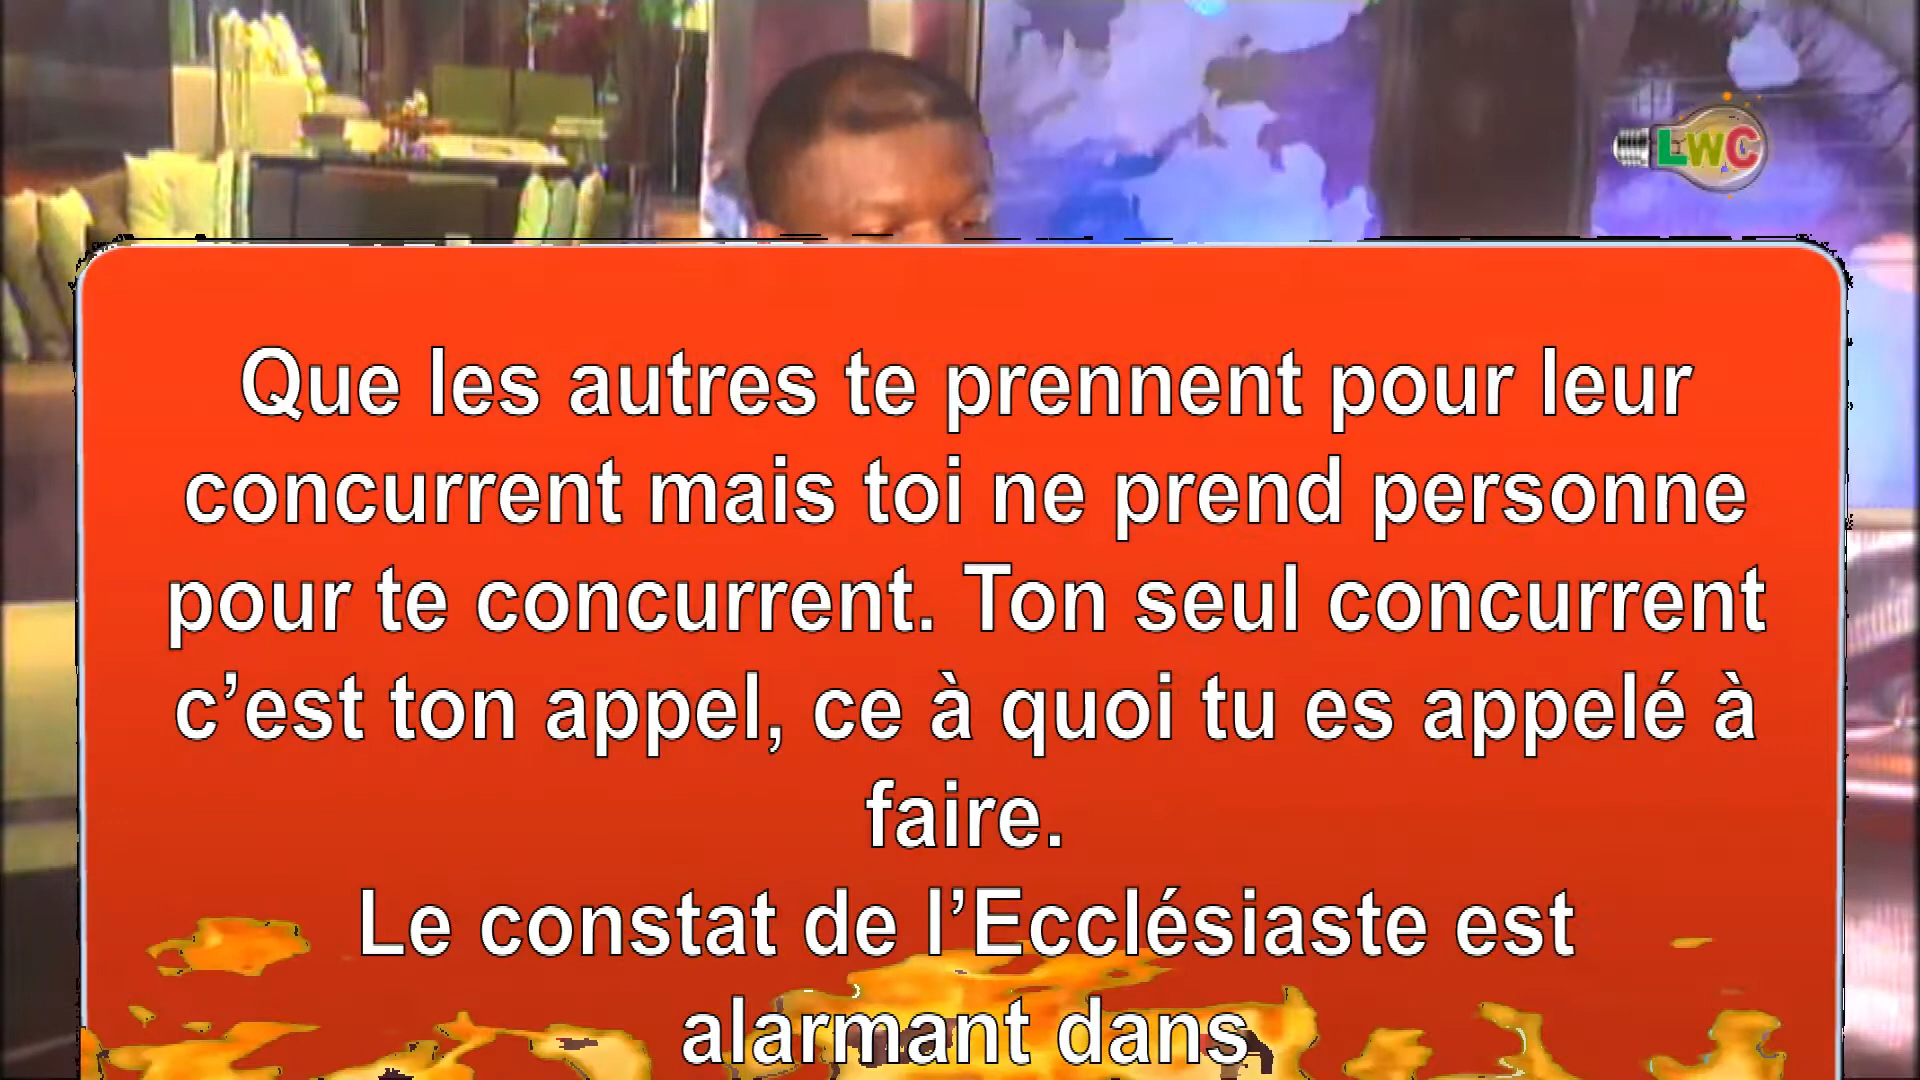 LWC
Que les autres te prennent pour leur
concurrent mais toi ne prend personne
pour te concurrent. Ton seul concurrent
c’est ton appel, ce à quoi tu es appelé à
faire.
Le constat de l’Ecclésiaste est
alarmant dans